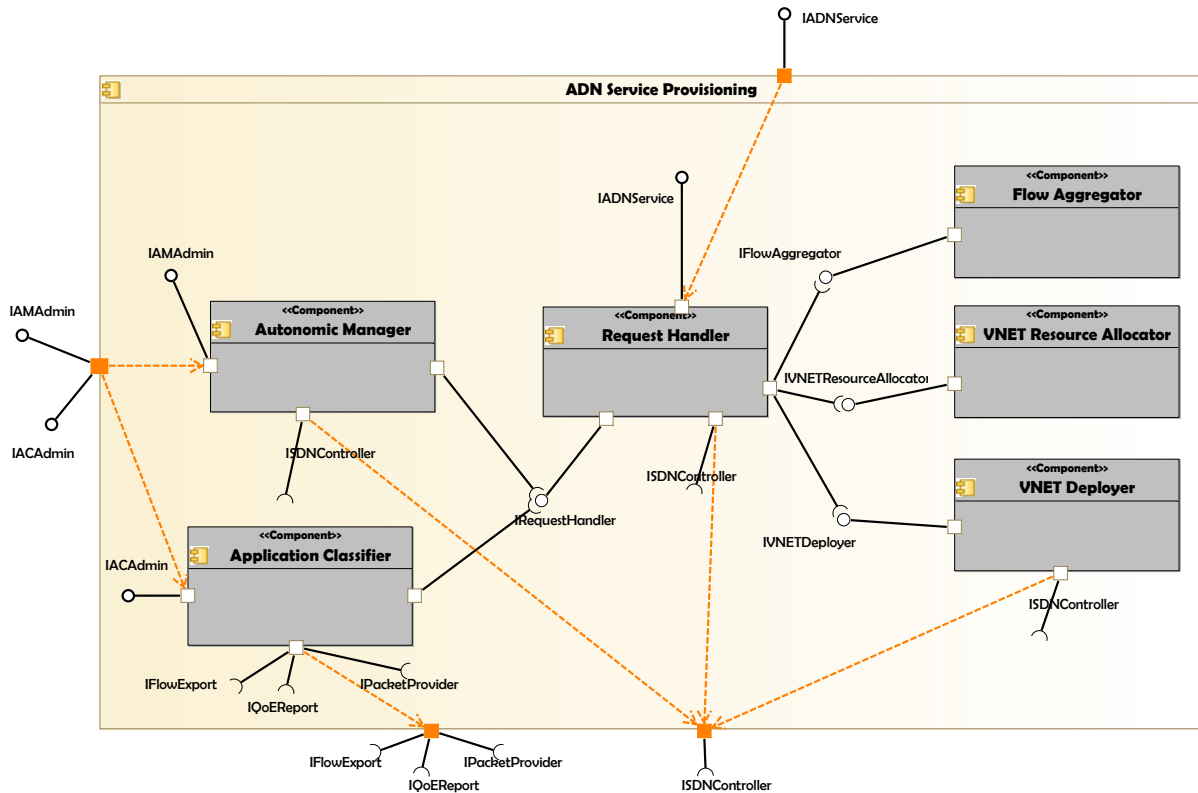 IADNService
ADN Service Provisioning
<<Component>>
Flow Aggregator
IADNService
IAMAdmin
IFlowAggregator
IAMAdmin
<<Component>>
Autonomic Manager
<<Component>>
Request Handler
<<Component>>
VNET Resource Allocator
IVNETResourceAllocator
IACAdmin
ISDNController
ISDNController
<<Component>>
VNET Deployer
IRequestHandler
<<Component>>
Application Classifier
IVNETDeployer
IACAdmin
ISDNController
IFlowExport
IPacketProvider
IQoEReport
IFlowExport
IPacketProvider
IQoEReport
ISDNController